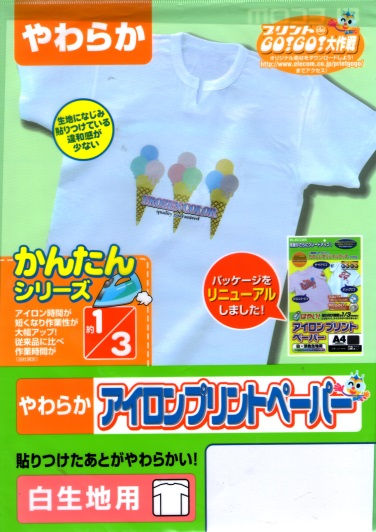 やわらか
プリント
GO!GO!大作戦
オリジナル素材をダウンロードしよう!
http://www.elecom.co.jp/printgogo
までアクセス!
生地になじみ
貼りつけている
違和感が
少ない
かんたん
シリーズ
アイロン時間が
短くなり作業性が
大幅アップ!
従来品に比べ
作業時間が
約1/3
パッケージを
リニューアル
しました!
アイロンプリント
ペーパー
A4
やわらか
アイロンプリントペーパー
貼りつけたあとがやわらかい!
白生地用